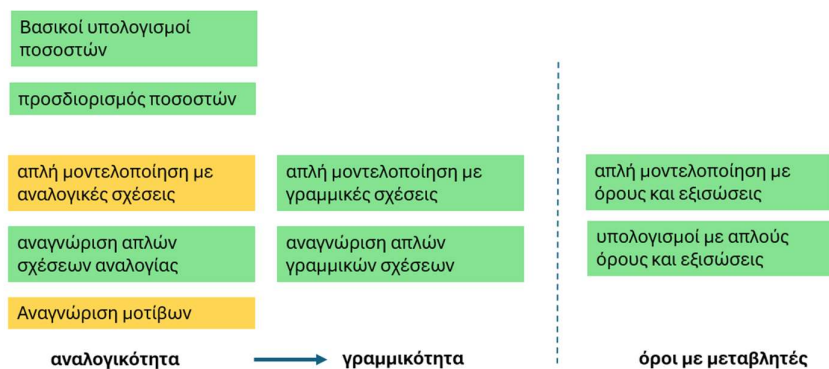 Βασικοί υπολογισμοί
ποσοστών
προσδιορισμός ποσοστών
απλή μοντελοποίηση με
αναλογικές σχέσεις
απλή μοντελοποίηση με
γραμμικές σχέσεις
απλή μοντελοποίηση με
όρους και εξισώσεις
αναγνώριση απλών
σχέσεων αναλογίας
αναγνώριση απλών
γραμμικών σχέσεων
υπολογισμοί με απλούς
όρους και εξισώσεις
Αναγνώριση μοτίβων
αναλογικότητα
γραμμικότητα
όροι με μεταβλητές